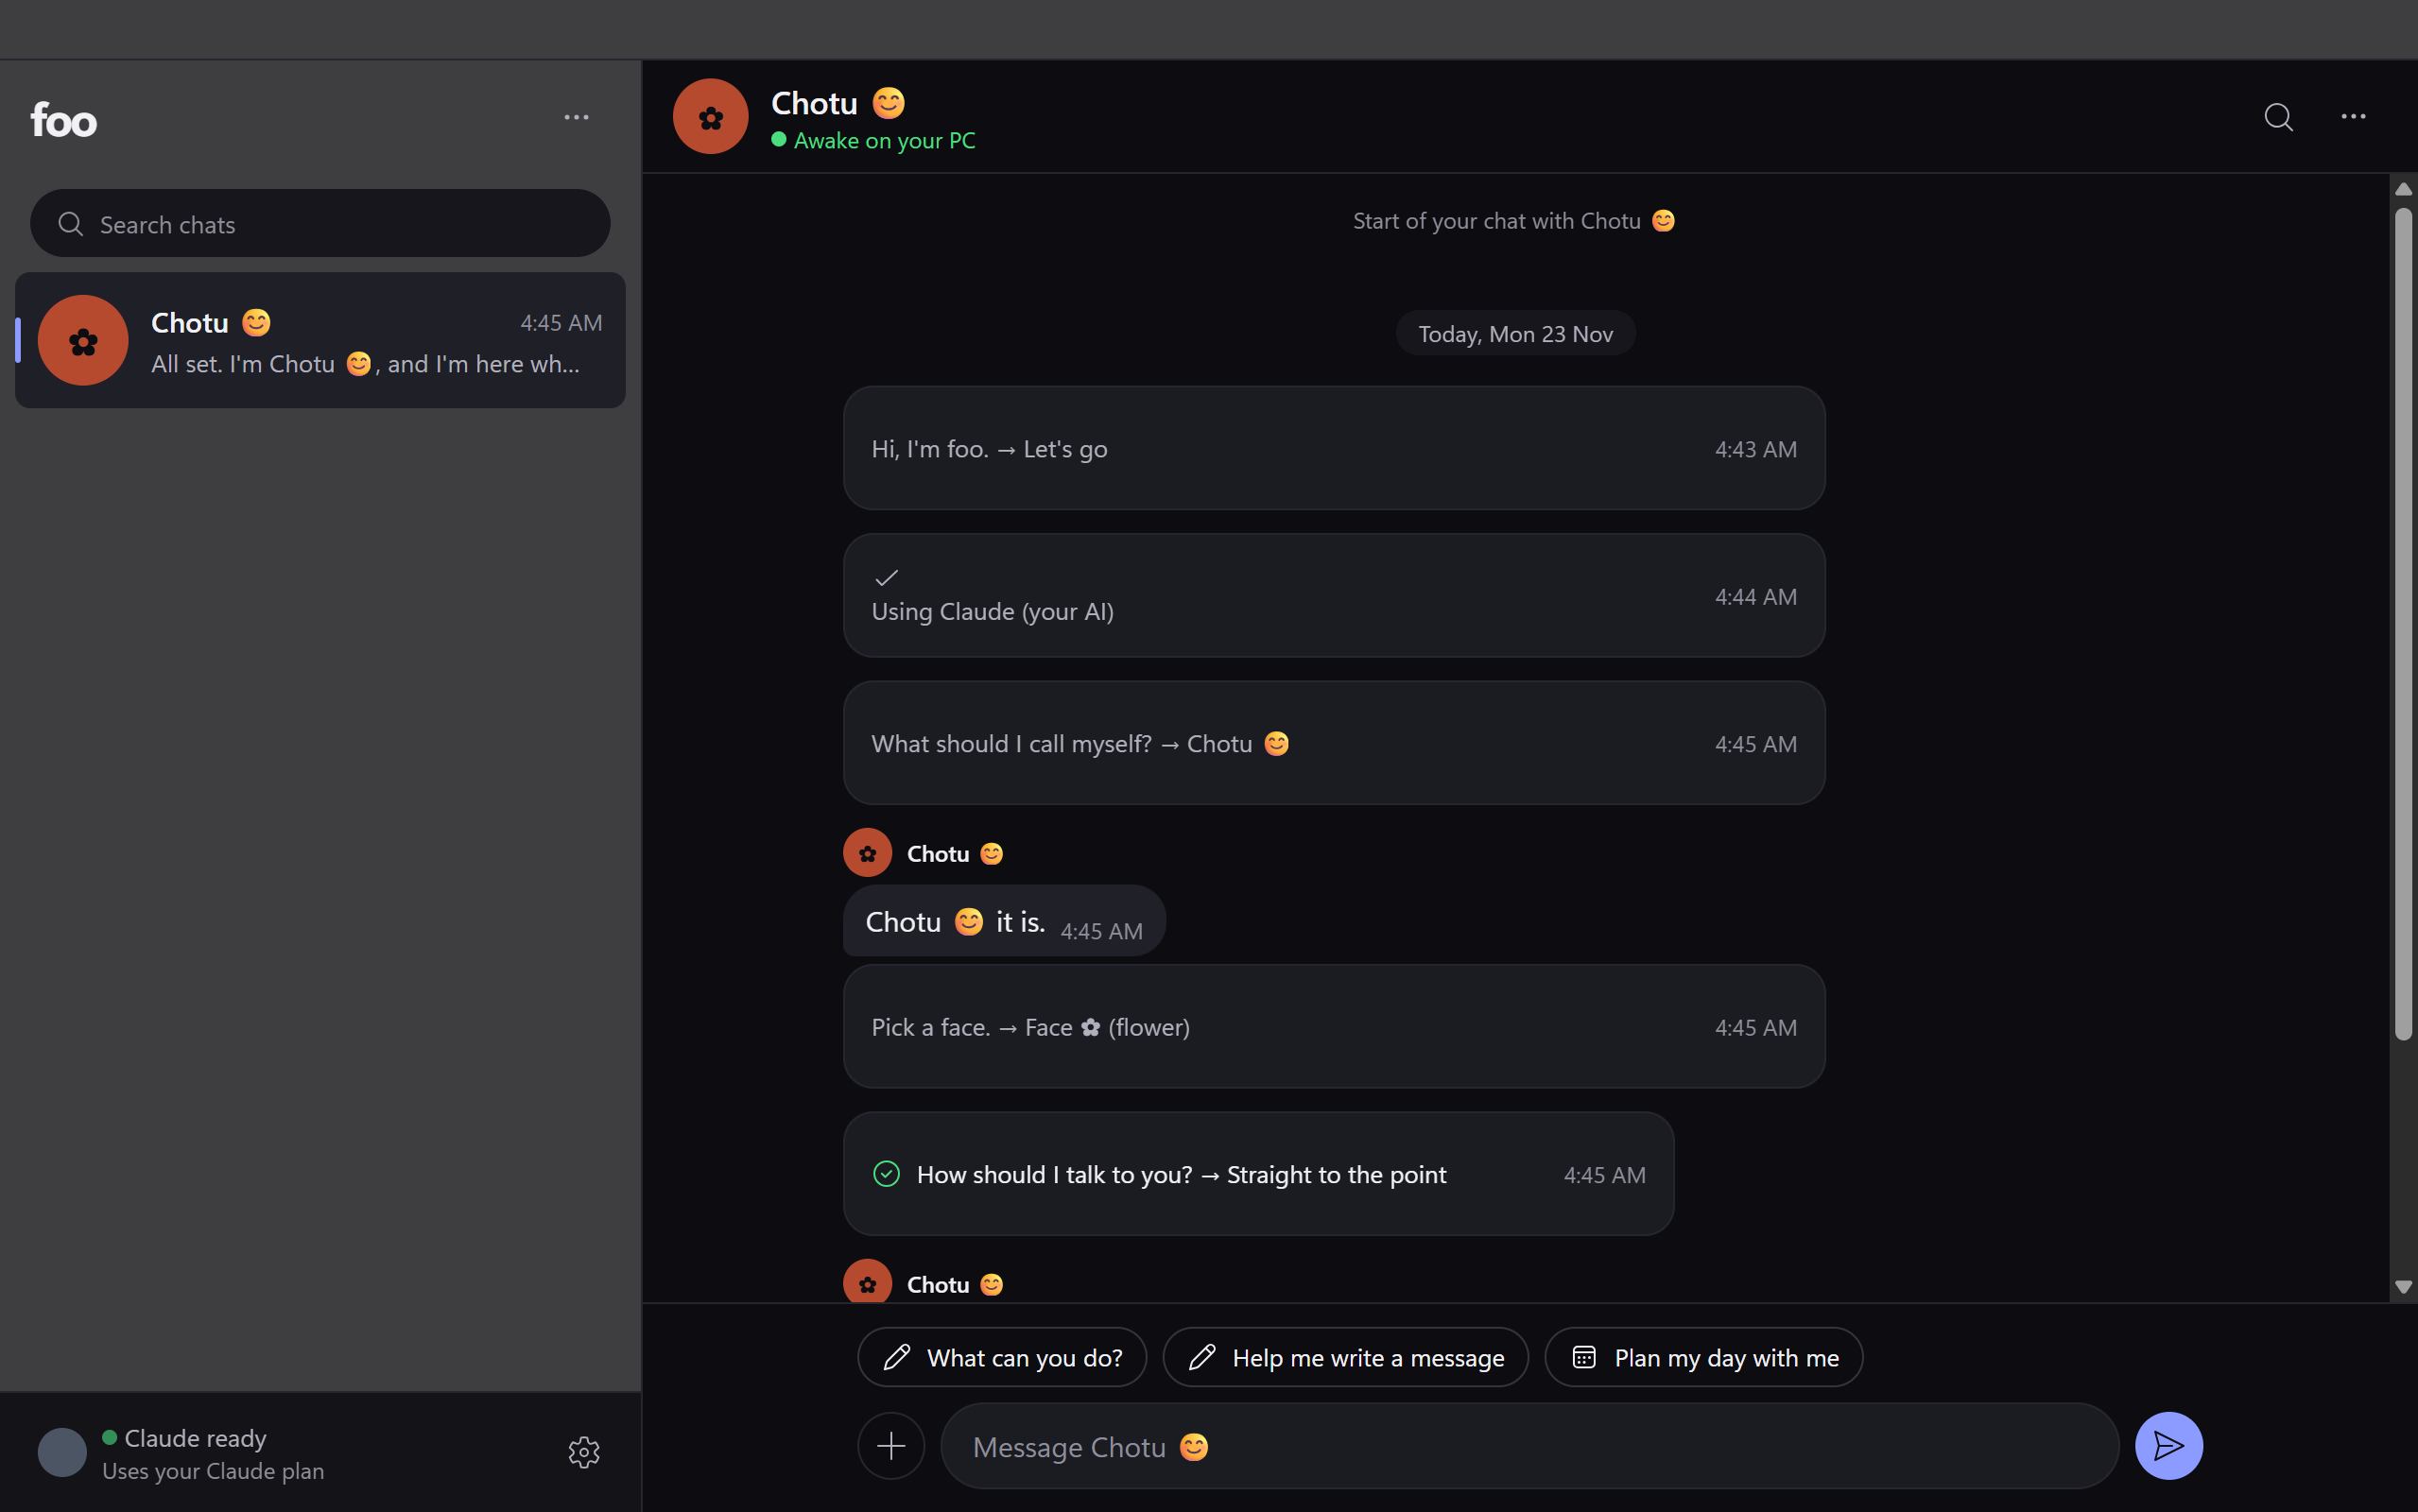 foo
Search chats
Chotu 😊 4:45 AM
All set. I'm Chotu 😊, and I'm here wh...
Claude ready
Uses your Claude plan
Chotu 😊
Awake on your PC
Start of your chat with Chotu 😊
Today, Mon 23 Nov
Hi, I'm foo. → Let's go 4:43 AM
Using Claude (your AI) 4:44 AM
What should I call myself? → Chotu 😊 4:45 AM
Chotu 😊
Chotu 😊 it is. 4:45 AM
Pick a face. → Face ✿ (flower) 4:45 AM
How should I talk to you? → Straight to the point 4:45 AM
Chotu 😊
What can you do? Help me write a message Plan my day with me
Message Chotu 😊